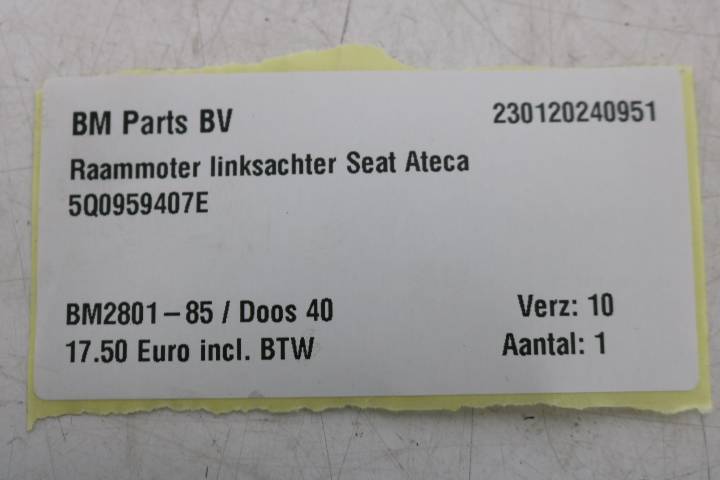 BM Parts BV 230120240951
Raammoter linksachter Seat Ateca
5Q0959407E
BM2801-85 / Doos 40 Verz: 10
17.50 Euro incl. BTW Aantal: 1